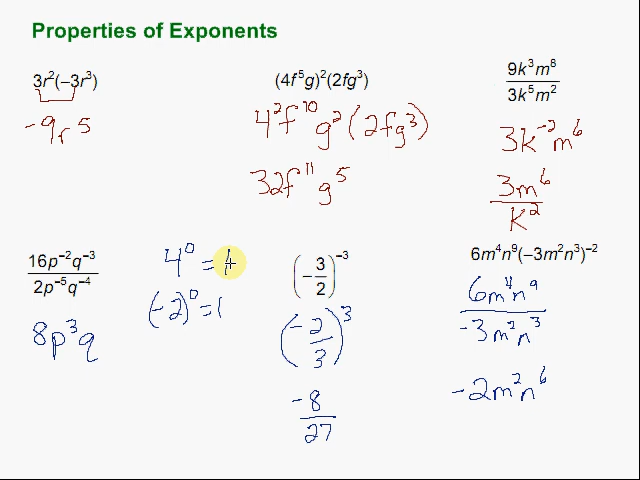 Properties of Exponents
3r²(−3r³)
-9r⁵
(4f⁵g)²(2fg³)
4²f¹⁰g²(2fg³)
32f¹¹g⁵
9k³m⁸
3k⁵m²
3k⁻²m⁶
3m⁶
k²
16p⁻²q⁻³
2p⁻⁵q⁻⁴
8p³q
4⁰ =
(-2)⁰ = 1
(−3/2)⁻³
(-2/3)³
-8
27
6m⁴n⁹(−3m²n³)⁻²
6m⁴n⁹
-3m²n³
-2m²n⁶